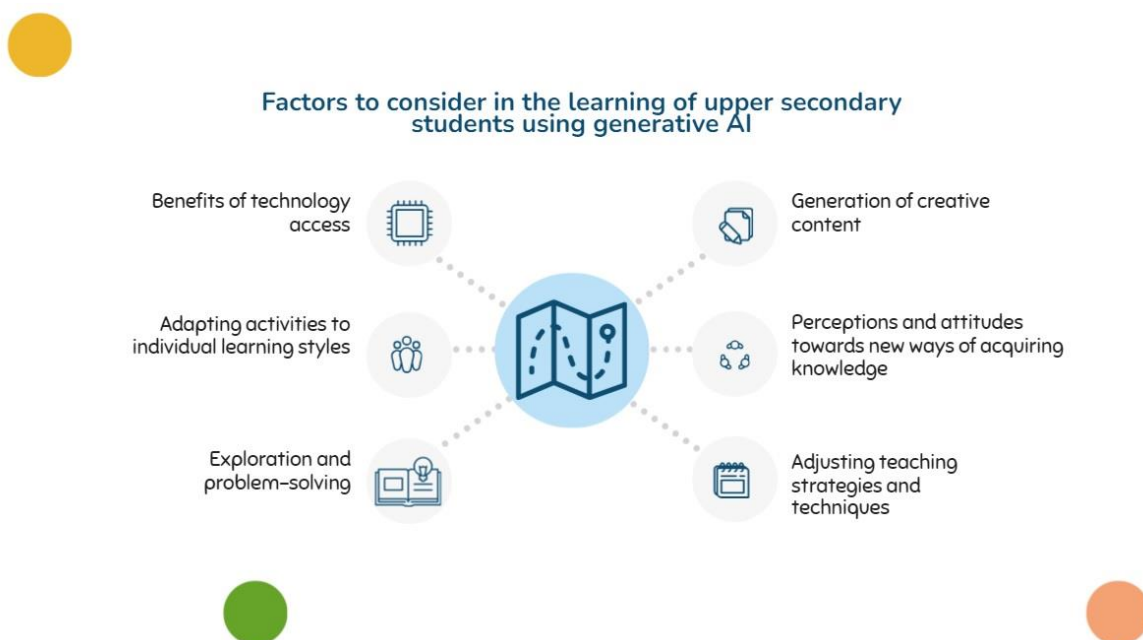 Factors to consider in the learning of upper secondary
students using generative AI
Benefits of technology
access
Adapting activities to
individual learning styles
Exploration and
problem-solving
Generation of creative
content
Perceptions and attitudes
towards new ways of acquiring
knowledge
Adjusting teaching
strategies and
techniques